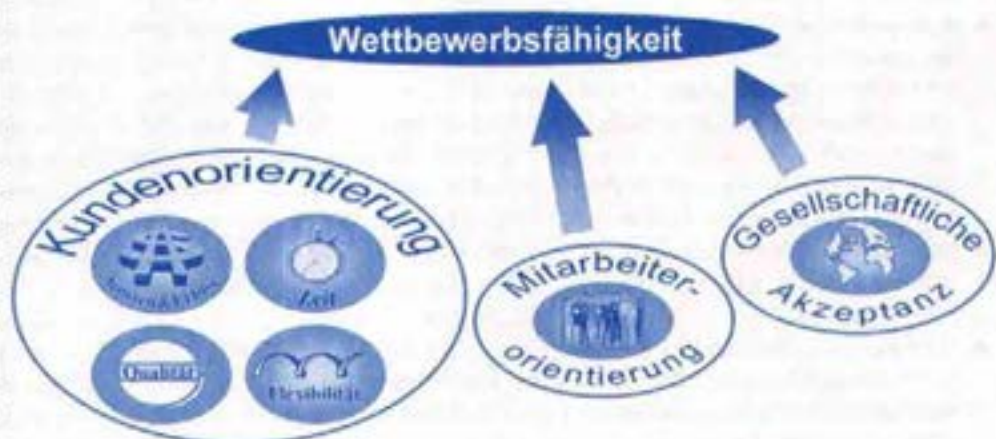 Wettbewerbsfähigkeit
Kundenorientierung
Zeit
Qualität
Flexibilität
Mitarbeiter-
orientierung
Gesellschaftliche
Akzeptanz